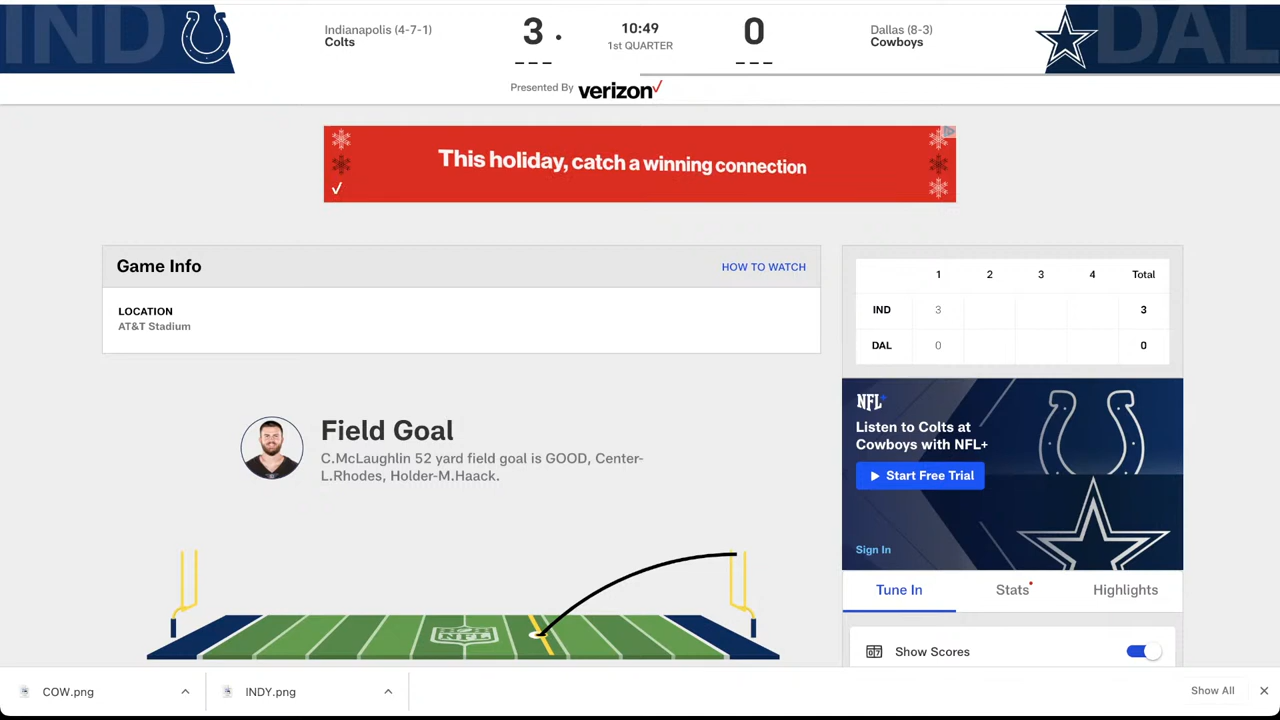 IND
Indianapolis (4-7-1)
Colts
3
10:49
1st QUARTER
0
Dallas (8-3)
Cowboys
DAL
Presented By verizon
This holiday, catch a winning connection
Game Info
HOW TO WATCH
LOCATION
AT&T Stadium
1 2 3 4 Total
IND 3 3
DAL 0 0
Field Goal
C.McLaughlin 52 yard field goal is GOOD, Center-
L.Rhodes, Holder-M.Haack.
NFL
NFL+
Listen to Colts at
Cowboys with NFL+
Start Free Trial
Sign In
Tune In Stats Highlights
Show Scores
COW.png
INDY.png
Show All